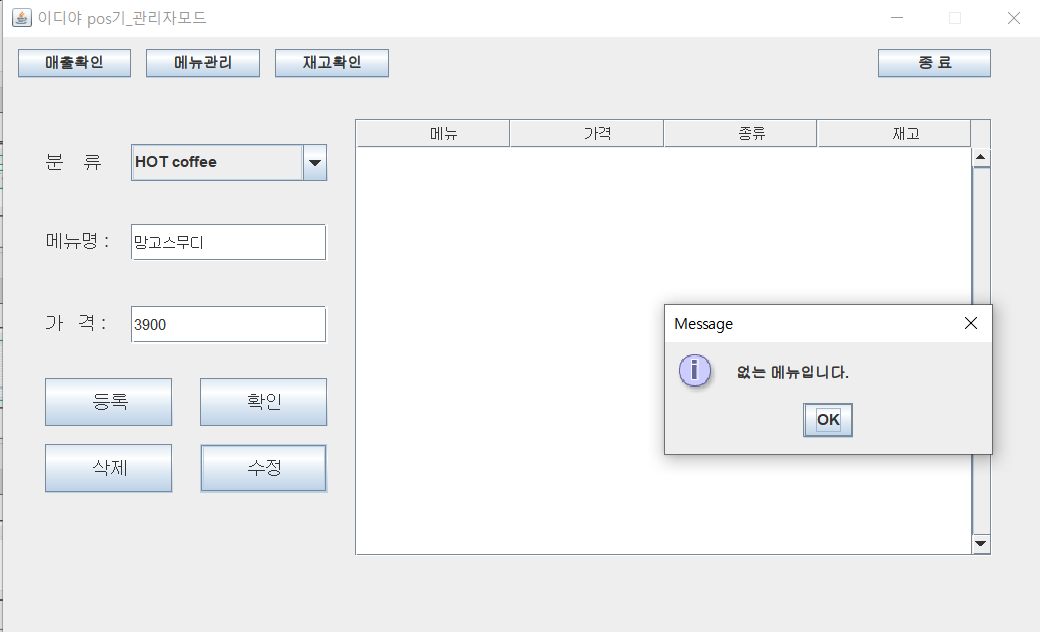 이디야 pos기_관리자모드
매출확인 메뉴관리 재고확인 종 료
메뉴 가격 종류 재고
분 류 HOT coffee
메뉴명 : 망고스무디
가 격 : 3900
Message
없는 메뉴입니다.
OK
등록 확인
삭제 수정